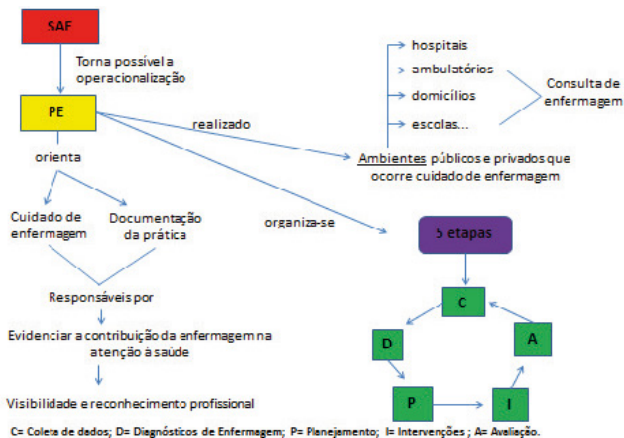 SAE
Torna possível a
operacionalização
PE
realizado
hospitais
ambulatórios
domicílios
escolas...
Consulta de
enfermagem
Ambientes públicos e privados que
ocorre cuidado de enfermagem
orienta
Cuidado de
enfermagem
Documentação
da prática
organiza-se
5 etapas
Responsáveis por
Evidenciar a contribuição da enfermagem na
atenção à saúde
Visibilidade e reconhecimento profissional
C
D
A
P
I
C= Coleta de dados; D= Diagnósticos de Enfermagem; P= Planejamento; I= Intervenções ; A= Avaliação.